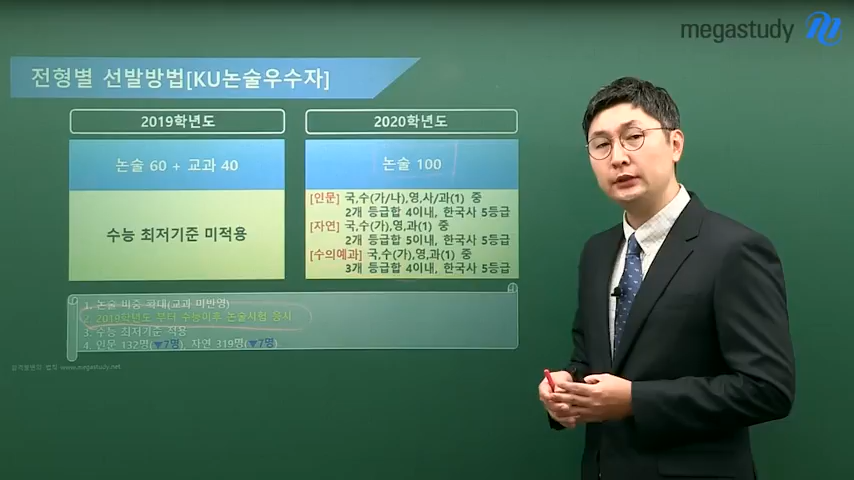 megastudy
전형별 선발방법[KU논술우수자]
2019학년도
2020학년도
논술 60 + 교과 40
논술 100
수능 최저기준 미적용
[인문] 국,수(가/나),영,사/과(1) 중
2개 등급합 4이내, 한국사 5등급
[자연] 국,수(가),영,과(1) 중
2개 등급합 5이내, 한국사 5등급
[수의예과] 국,수(가),영,과(1) 중
3개 등급합 4이내, 한국사 5등급
1. 논술 비중 확대(교과 미반영)
2. 2019학년도 부터 수능이후 논술시험 응시
3. 수능 최저기준 적용
4. 인문 132명(▼7명), 자연 319명(▼7명)
www.megastudy.net